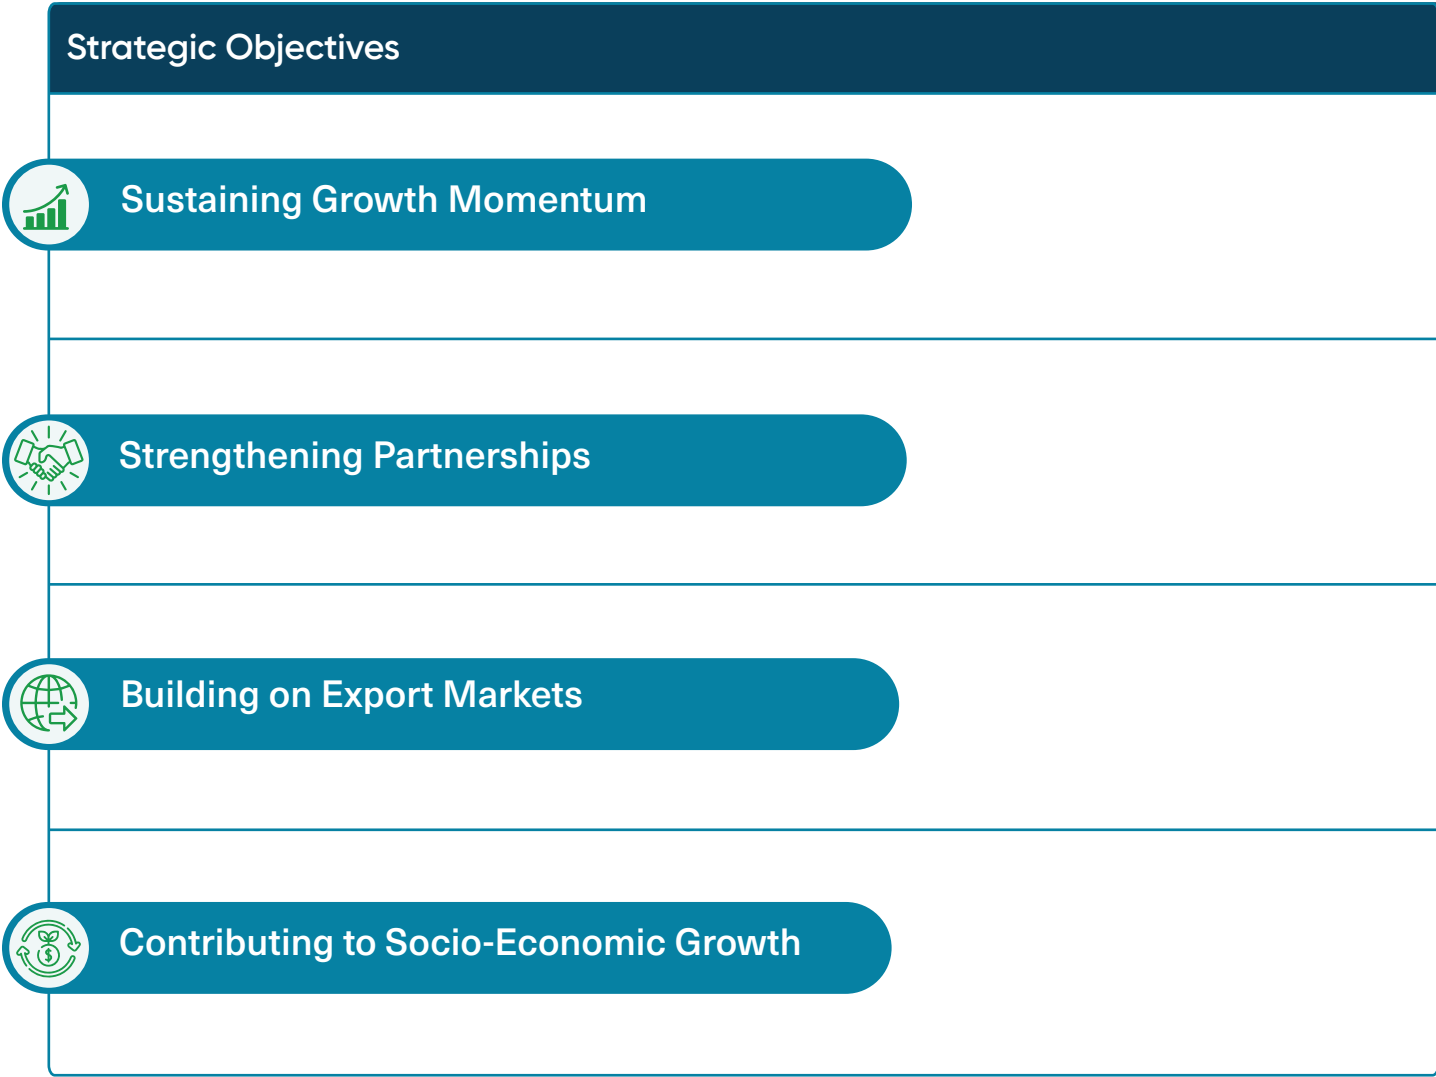 Strategic Objectives
Sustaining Growth Momentum
Strengthening Partnerships
Building on Export Markets
Contributing to Socio-Economic Growth